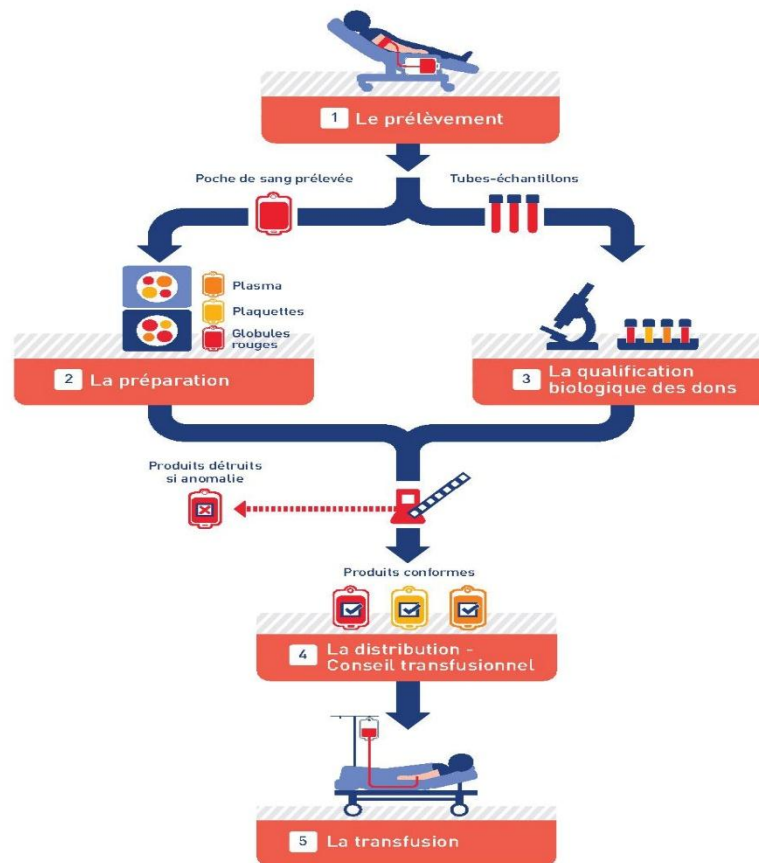 1 Le prélèvement
Poche de sang prélevée
Tubes-échantillons
Plasma
Plaquettes
Globules
rouges
2 La préparation
3 La qualification
biologique des dons
Produits détruits
si anomalie
Produits conformes
4 La distribution -
Conseil transfusionnel
5 La transfusion